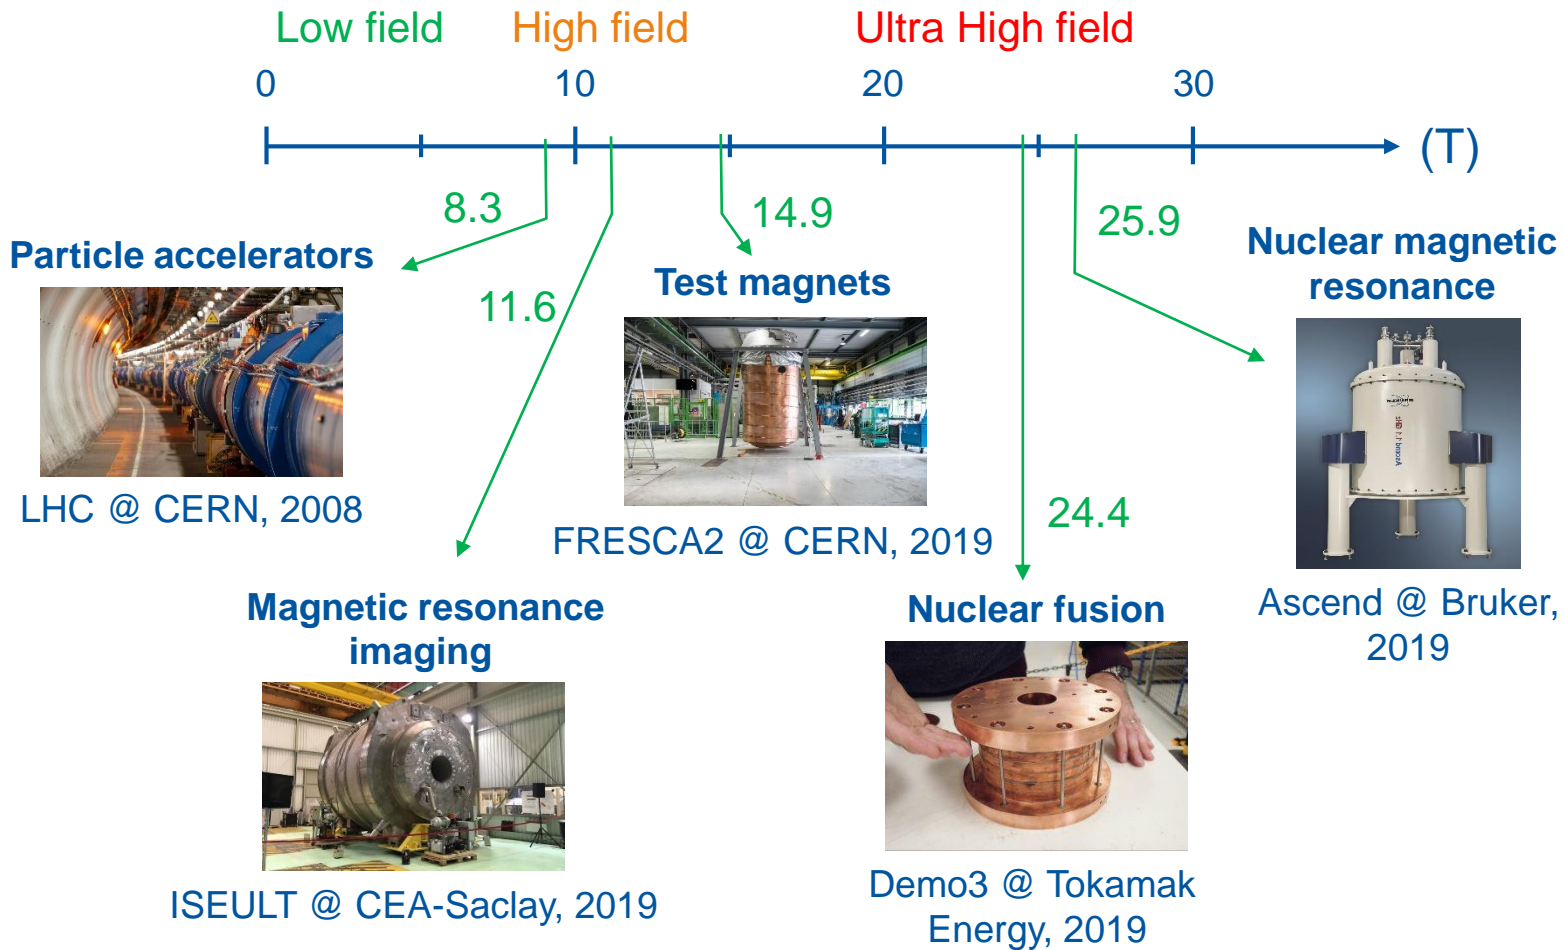 Low field
High field
Ultra High field
0
10
20
30
(T)
8.3
14.9
25.9
Particle accelerators
Test magnets
Nuclear magnetic
resonance
11.6
LHC @ CERN, 2008
FRESCA2 @ CERN, 2019
24.4
Magnetic resonance
imaging
Nuclear fusion
Ascend @ Bruker,
2019
ISEULT @ CEA-Saclay, 2019
Demo3 @ Tokamak
Energy, 2019